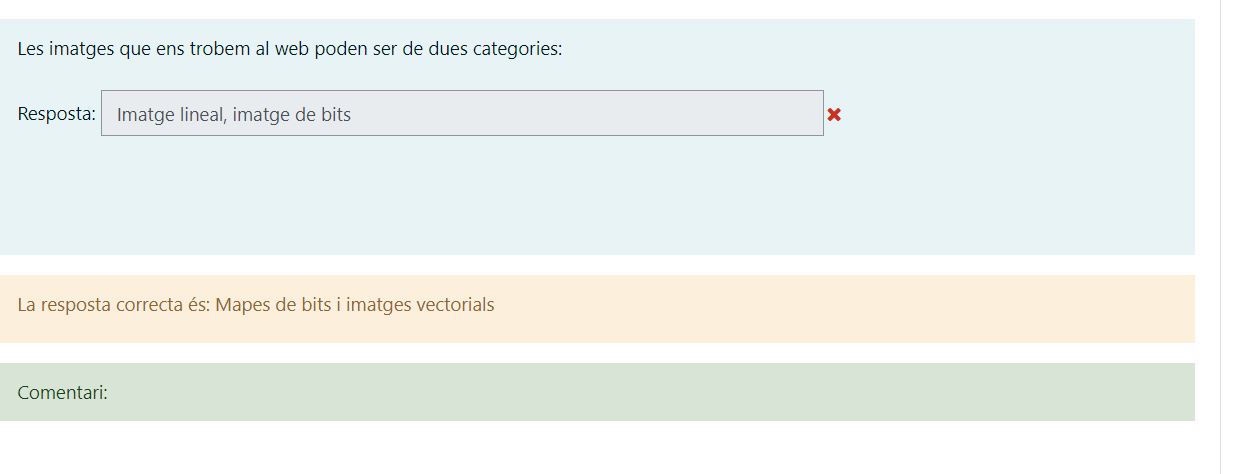 Les imatges que ens trobem al web poden ser de dues categories:
Resposta: Imatge lineal, imatge de bits
La resposta correcta és: Mapes de bits i imatges vectorials
Comentari: